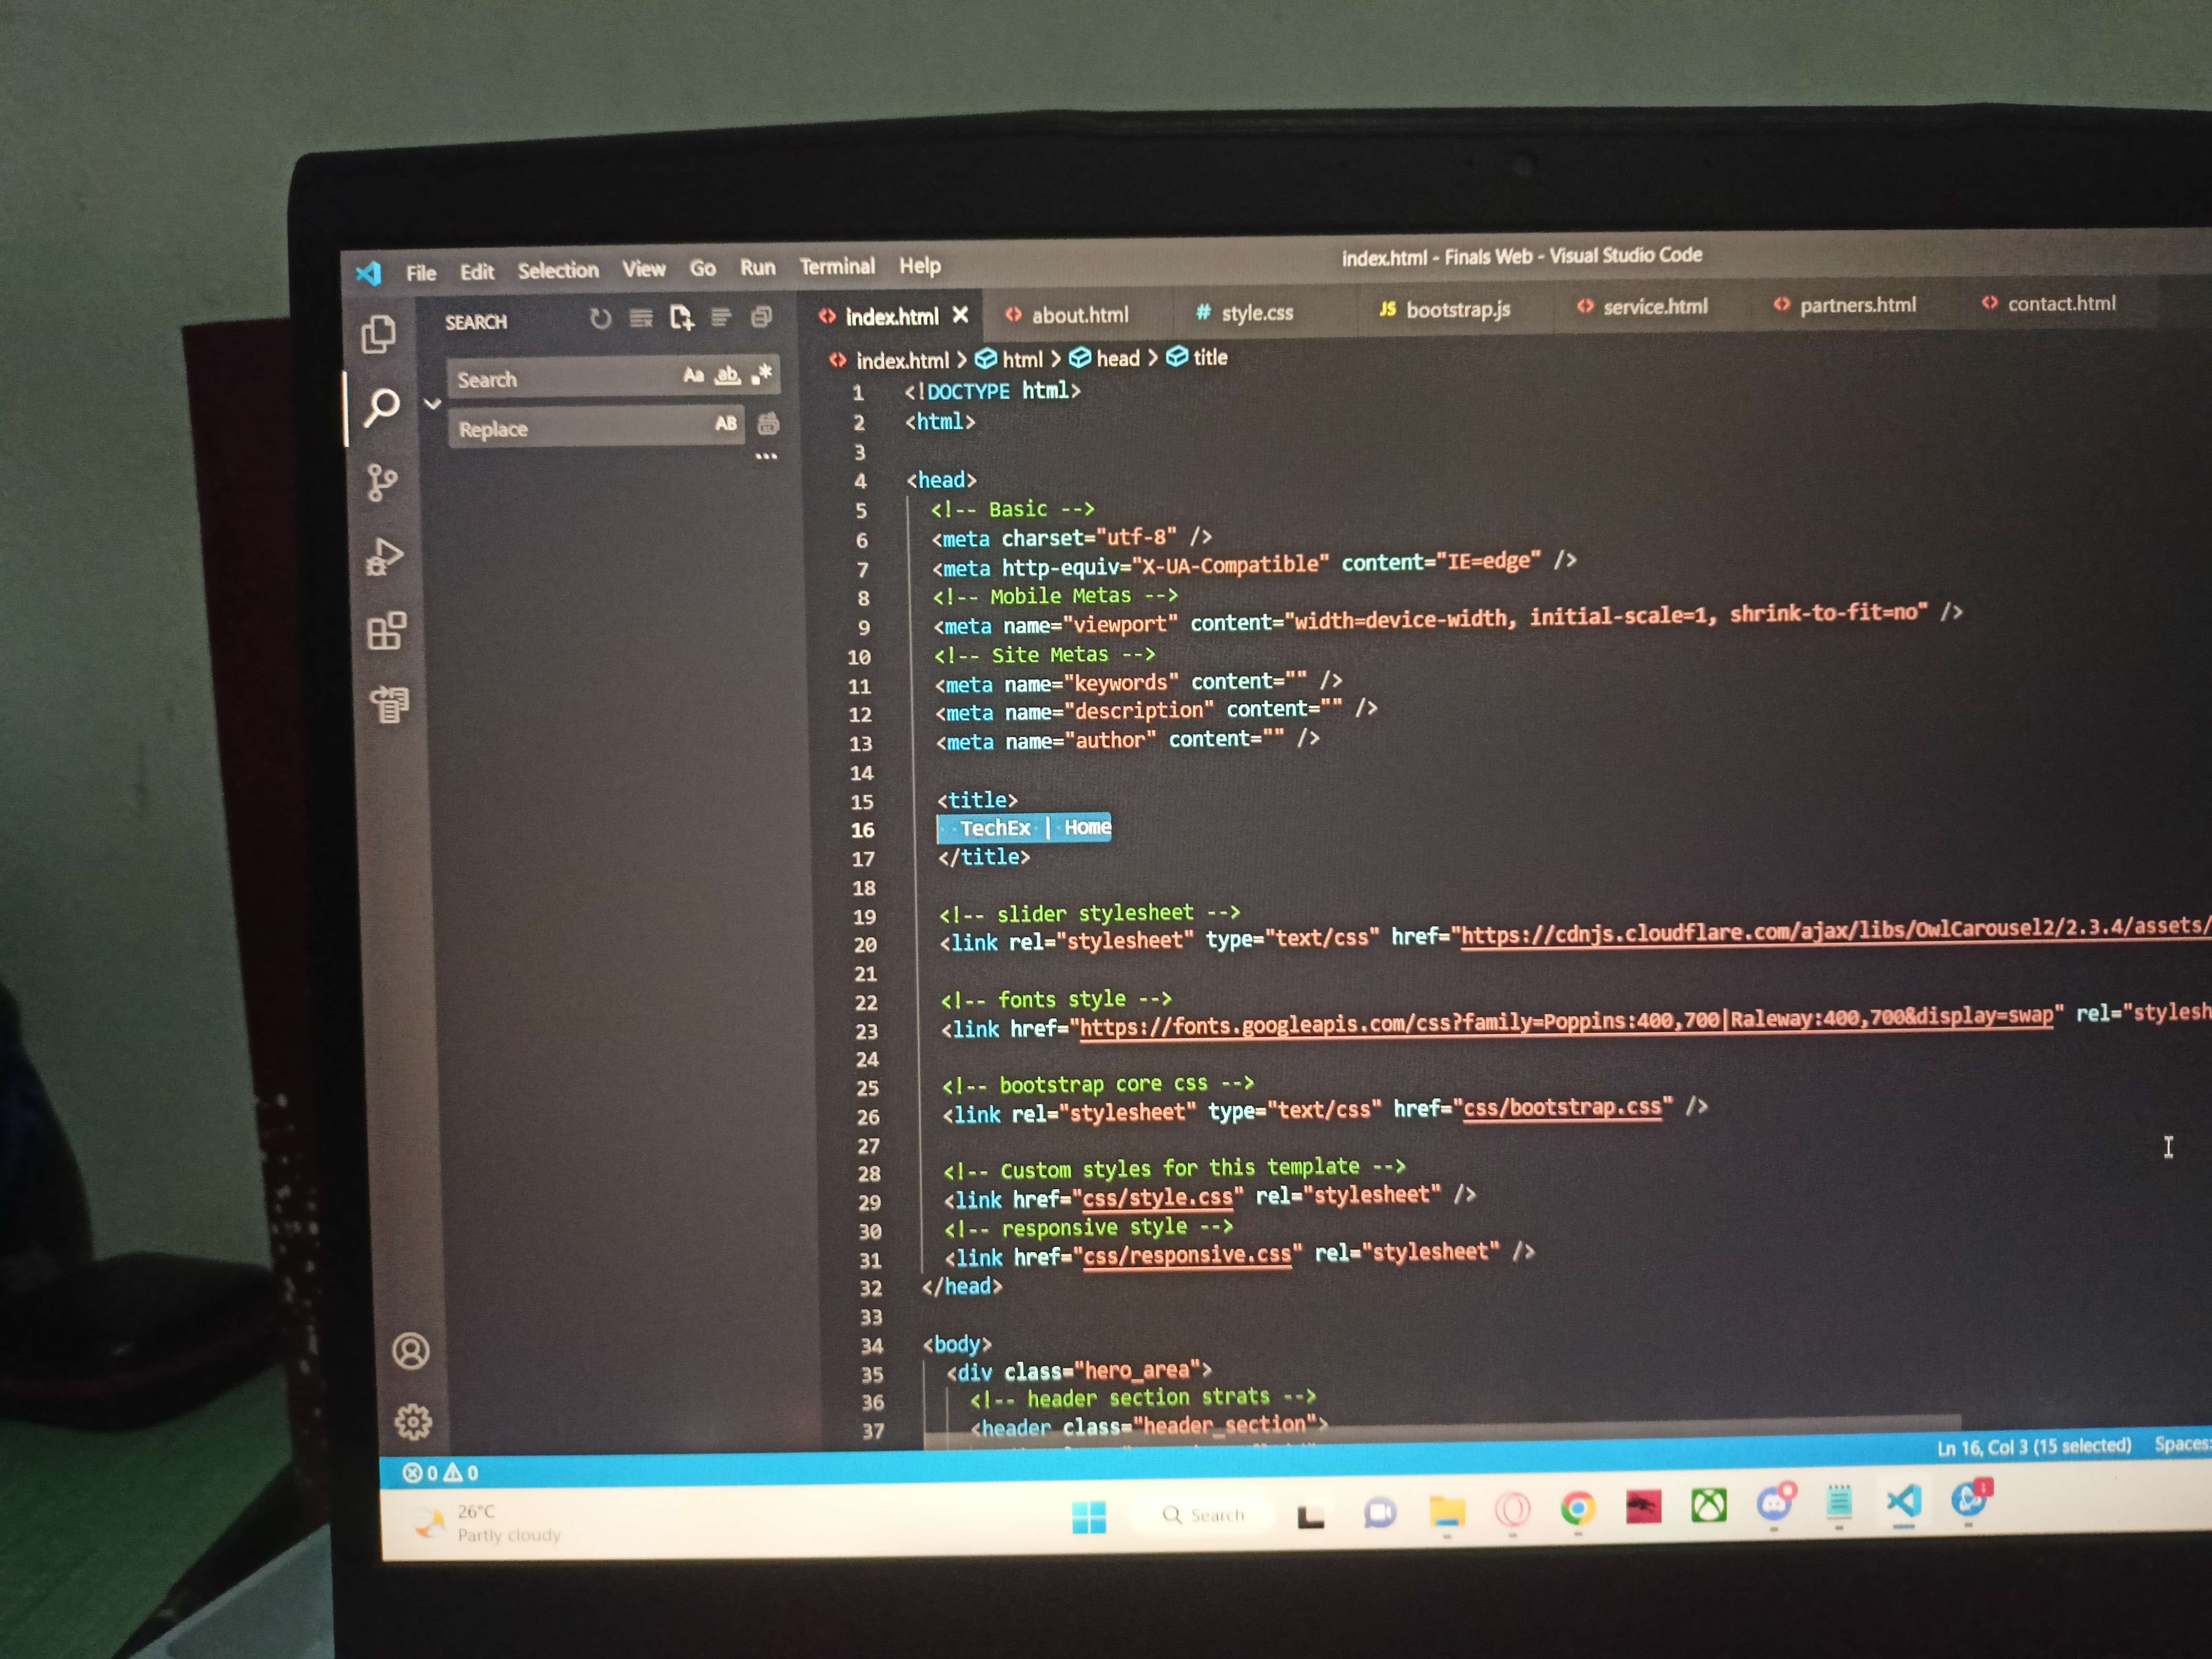 File Edit Selection View Go Run Terminal Help
index.html - Finals Web - Visual Studio Code
SEARCH
Search Aa ab *
Replace AB
...
index.html about.html # style.css JS bootstrap.js service.html partners.html contact.html
index.html > html > head > title
1 <!DOCTYPE html>
2 <html>
3
4 <head>
5 <!-- Basic -->
6 <meta charset="utf-8" />
7 <meta http-equiv="X-UA-Compatible" content="IE=edge" />
8 <!-- Mobile Metas -->
9 <meta name="viewport" content="width=device-width, initial-scale=1, shrink-to-fit=no" />
10 <!-- Site Metas -->
11 <meta name="keywords" content="" />
12 <meta name="description" content="" />
13 <meta name="author" content="" />
14
15 <title>
16 TechEx | Home
17 </title>
18
19 <!-- slider stylesheet -->
20 <link rel="stylesheet" type="text/css" href="https://cdnjs.cloudflare.com/ajax/libs/OwlCarousel2/2.3.4/assets/
21
22 <!-- fonts style -->
23 <link href="https://fonts.googleapis.com/css?family=Poppins:400,700|Raleway:400,700&display=swap" rel="stylesh
24
25 <!-- bootstrap core css -->
26 <link rel="stylesheet" type="text/css" href="css/bootstrap.css" />
27
28 <!-- Custom styles for this template -->
29 <link href="css/style.css" rel="stylesheet" />
30 <!-- responsive style -->
31 <link href="css/responsive.css" rel="stylesheet" />
32 </head>
33
34 <body>
35 <div class="hero_area">
36 <!-- header section strats -->
37 <header class="header_section">
0 0
Ln 16, Col 3 (15 selected) Spaces:
26°C
Partly cloudy
Search
1